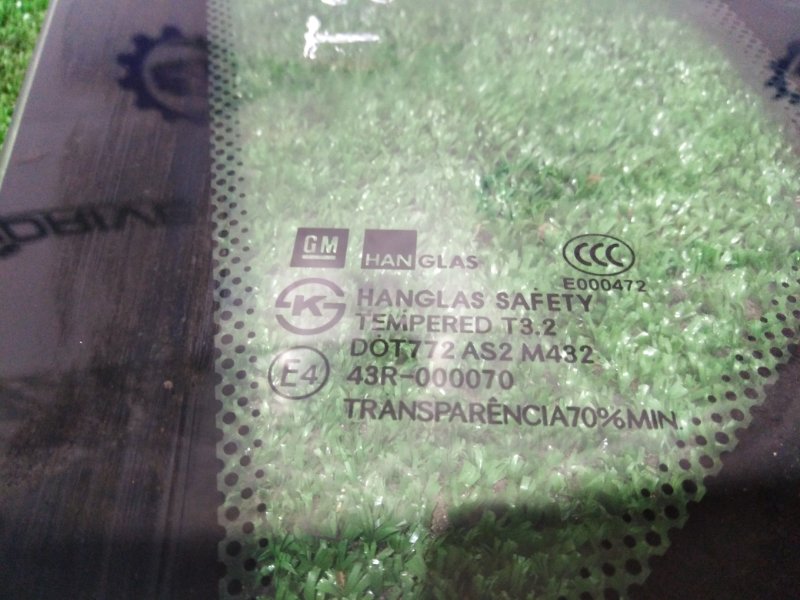 GM HANGLAS CCC
E000472
K HANGLAS SAFETY
TEMPERED T3.2
DOT772 AS2 M432
E4 43R-000070
TRANSPARÊNCIA70%MIN.